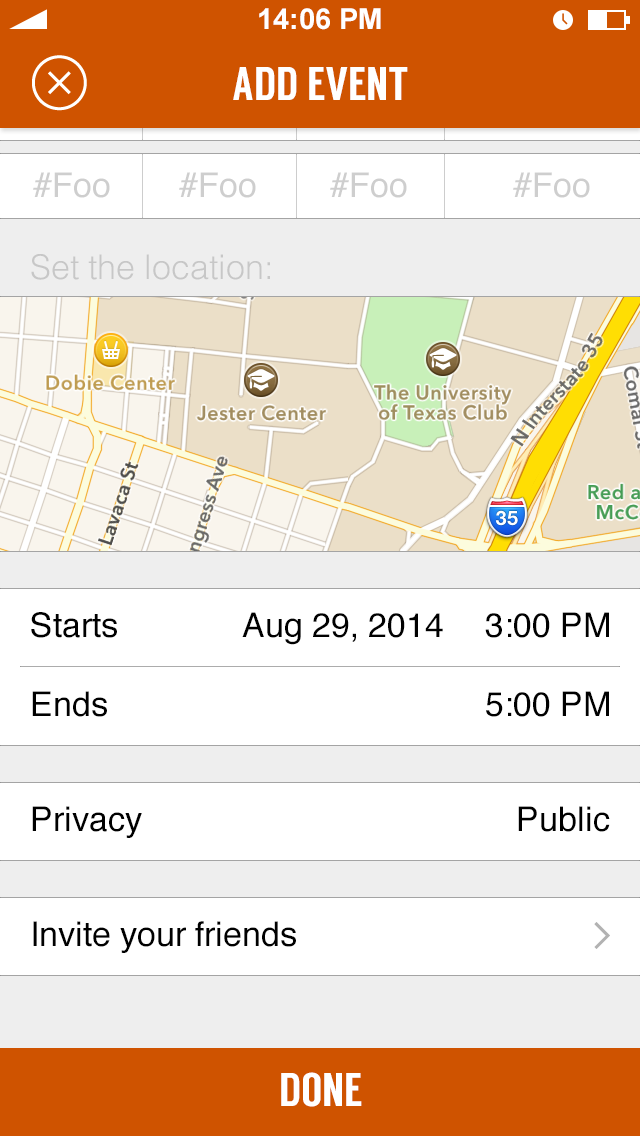 14:06 PM
ADD EVENT
#Foo #Foo #Foo #Foo
Set the location:
Dobie Center
Jester Center
The University
of Texas Club
N Interstate 35
Lavaca St
ngress Ave
35
Red a
McC
Starts Aug 29, 2014 3:00 PM
Ends 5:00 PM
Privacy Public
Invite your friends
DONE